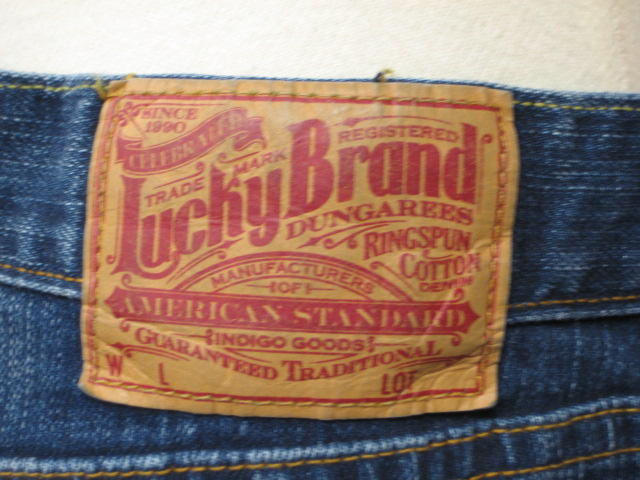 SINCE
1990
CELEBRATED
TRADE MARK
REGISTERED
Lucky Brand
DUNGAREES
RINGSPUN
COTTON
DENIM
MANUFACTURERS
OF
AMERICAN STANDARD
INDIGO GOODS
GUARANTEED TRADITIONAL
W L LOT